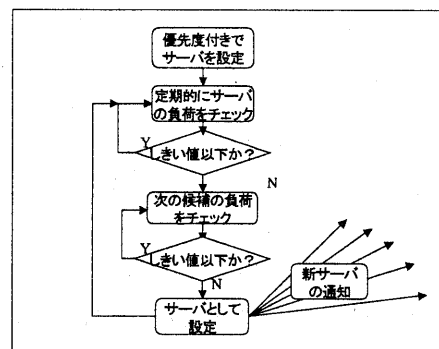 優先度付きで
サーバを設定
定期的にサーバ
の負荷をチェック
Y
しきい値以下か?
N
次の候補の負荷
をチェック
Y
しきい値以下か?
N
新サーバ
の通知
サーバとして
設定